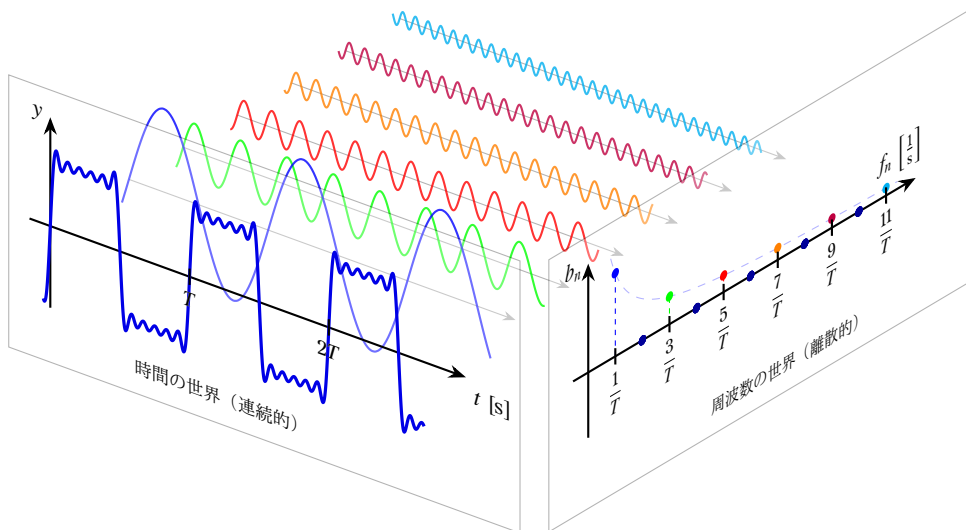 y
T
2T
t [s]
時間の世界（連続的）
b_n
f_n [1/s]
1/T
3/T
5/T
7/T
9/T
11/T
周波数の世界（離散的）